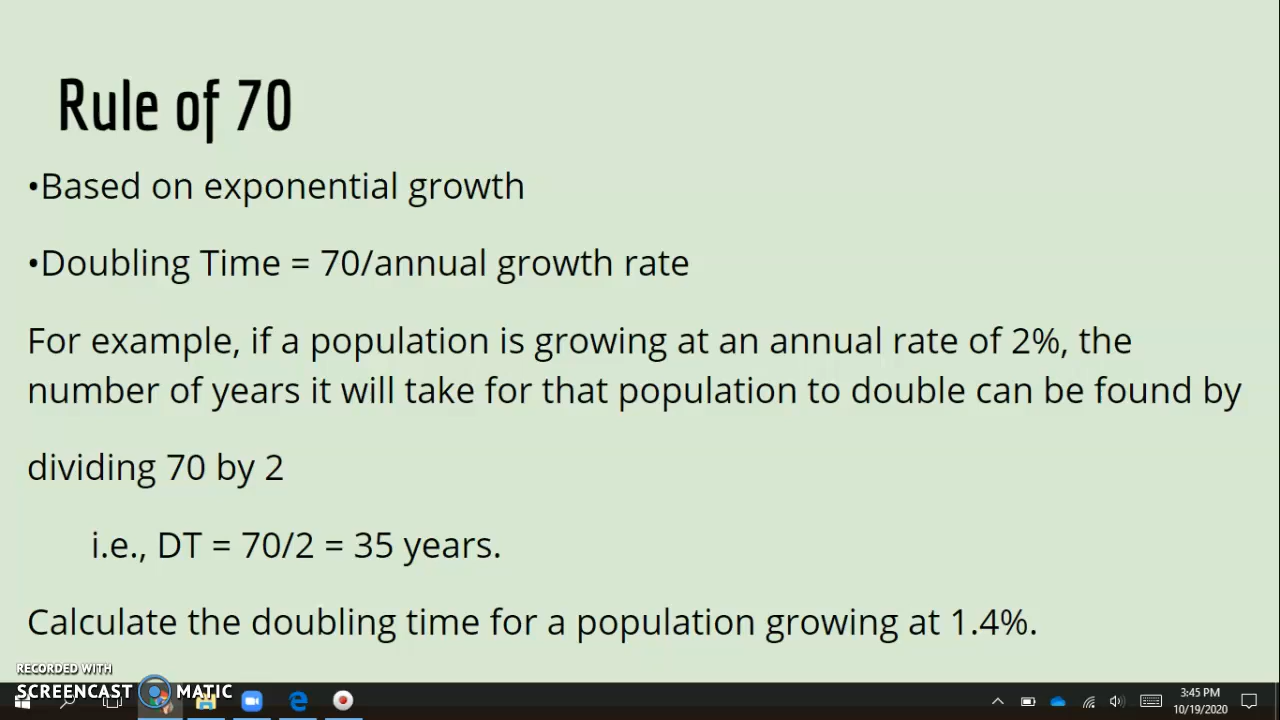 Rule of 70
•Based on exponential growth
•Doubling Time = 70/annual growth rate
For example, if a population is growing at an annual rate of 2%, the
number of years it will take for that population to double can be found by
dividing 70 by 2
i.e., DT = 70/2 = 35 years.
Calculate the doubling time for a population growing at 1.4%.
RECORDED WITH
SCREENCAST MATIC
3:45 PM
10/19/2020